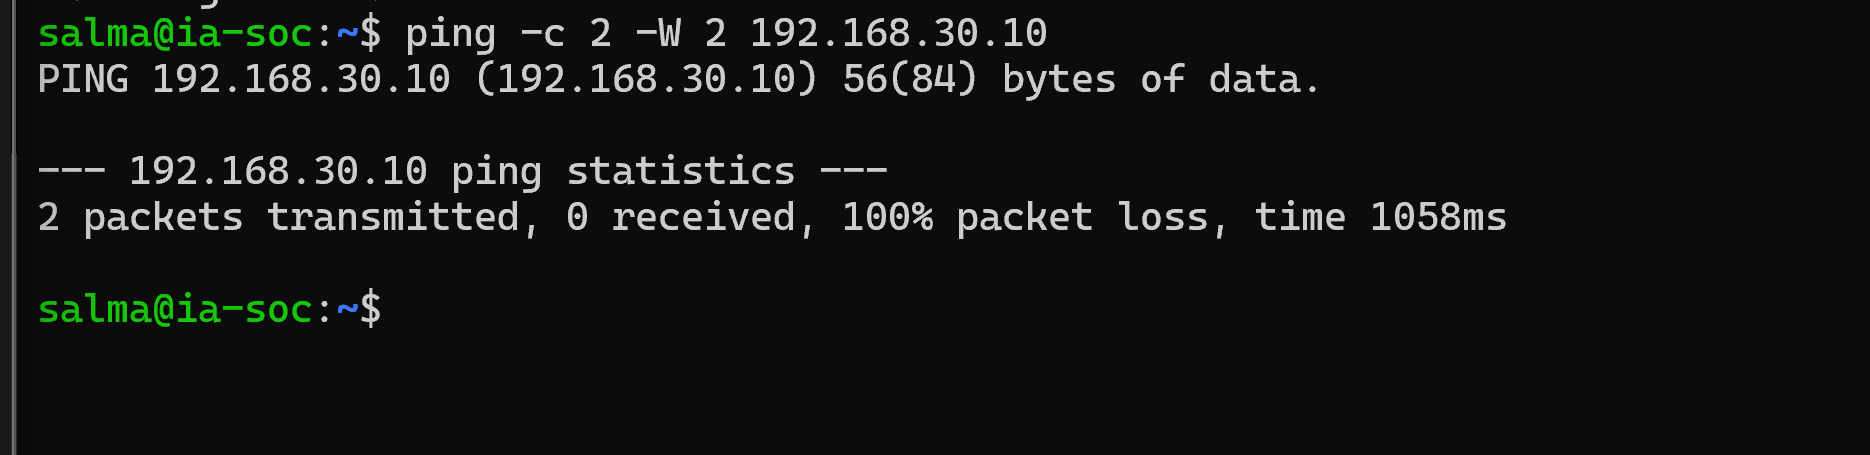 salma@ia-soc:~$ ping -c 2 -W 2 192.168.30.10
PING 192.168.30.10 (192.168.30.10) 56(84) bytes of data.
--- 192.168.30.10 ping statistics ---
2 packets transmitted, 0 received, 100% packet loss, time 1058ms
salma@ia-soc:~$